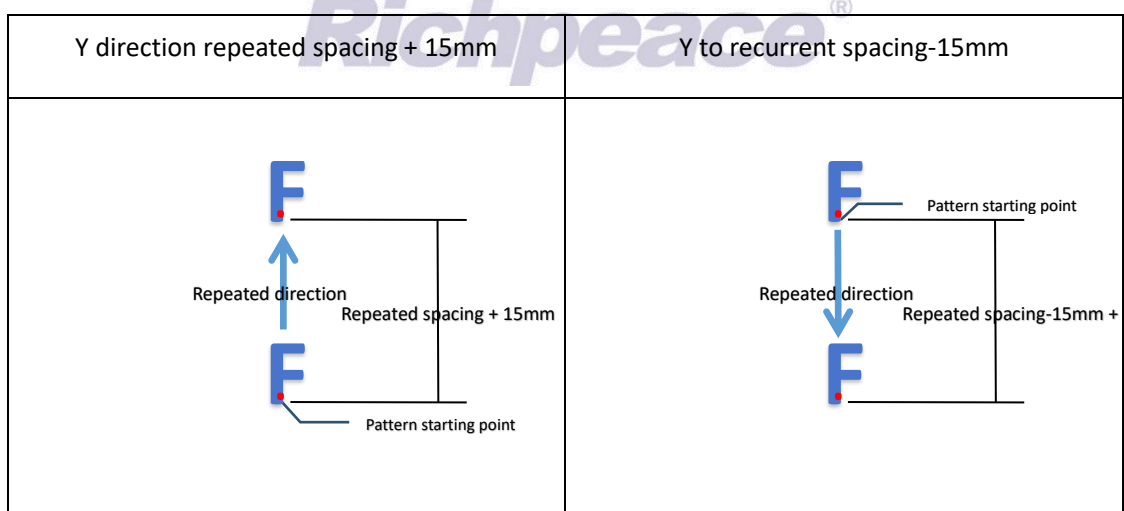 Richpeace®
Y direction repeated spacing + 15mm
Y to recurrent spacing-15mm
F
Repeated direction
Repeated spacing + 15mm
F
Pattern starting point
F
Pattern starting point
Repeated direction
Repeated spacing-15mm +
F